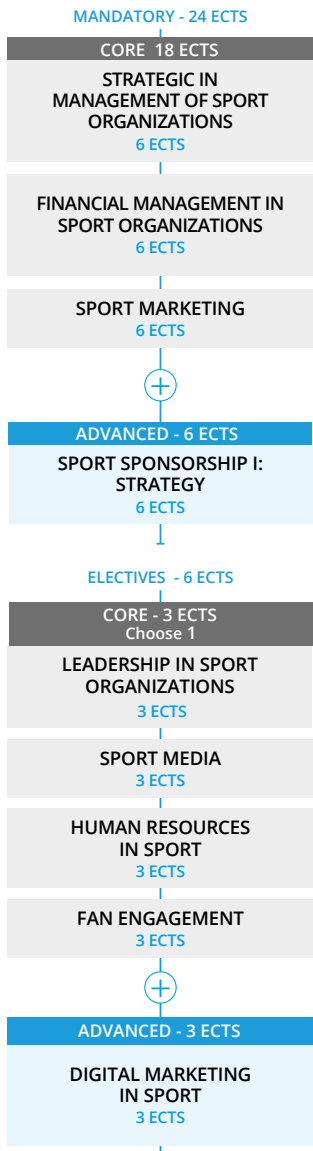 MANDATORY - 24 ECTS
CORE 18 ECTS
STRATEGIC IN
MANAGEMENT OF SPORT
ORGANIZATIONS
6 ECTS
FINANCIAL MANAGEMENT IN
SPORT ORGANIZATIONS
6 ECTS
SPORT MARKETING
6 ECTS
+
ADVANCED - 6 ECTS
SPORT SPONSORSHIP I:
STRATEGY
6 ECTS
ELECTIVES - 6 ECTS
CORE - 3 ECTS
Choose 1
LEADERSHIP IN SPORT
ORGANIZATIONS
3 ECTS
SPORT MEDIA
3 ECTS
HUMAN RESOURCES
IN SPORT
3 ECTS
FAN ENGAGEMENT
3 ECTS
+
ADVANCED - 3 ECTS
DIGITAL MARKETING
IN SPORT
3 ECTS